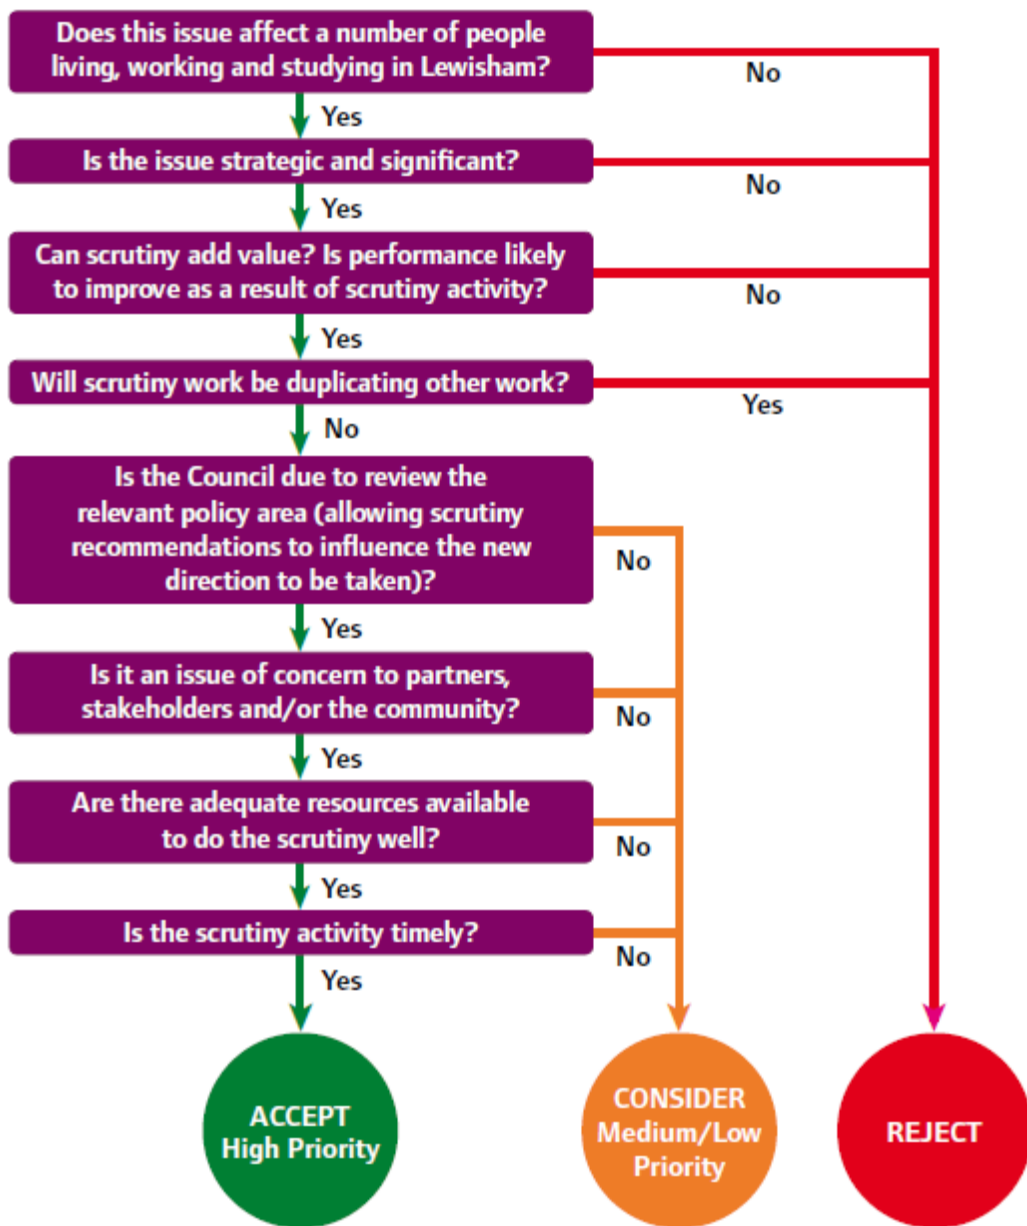 Does this issue affect a number of people
living, working and studying in Lewisham?
No
Yes
Is the issue strategic and significant?
No
Yes
Can scrutiny add value? Is performance likely
to improve as a result of scrutiny activity?
No
Yes
Will scrutiny work be duplicating other work?
Yes
No
Is the Council due to review the
relevant policy area (allowing scrutiny
recommendations to influence the new
direction to be taken)?
No
Yes
Is it an issue of concern to partners,
stakeholders and/or the community?
No
Yes
Are there adequate resources available
to do the scrutiny well?
No
Yes
Is the scrutiny activity timely?
No
Yes
ACCEPT
High Priority
CONSIDER
Medium/Low
Priority
REJECT